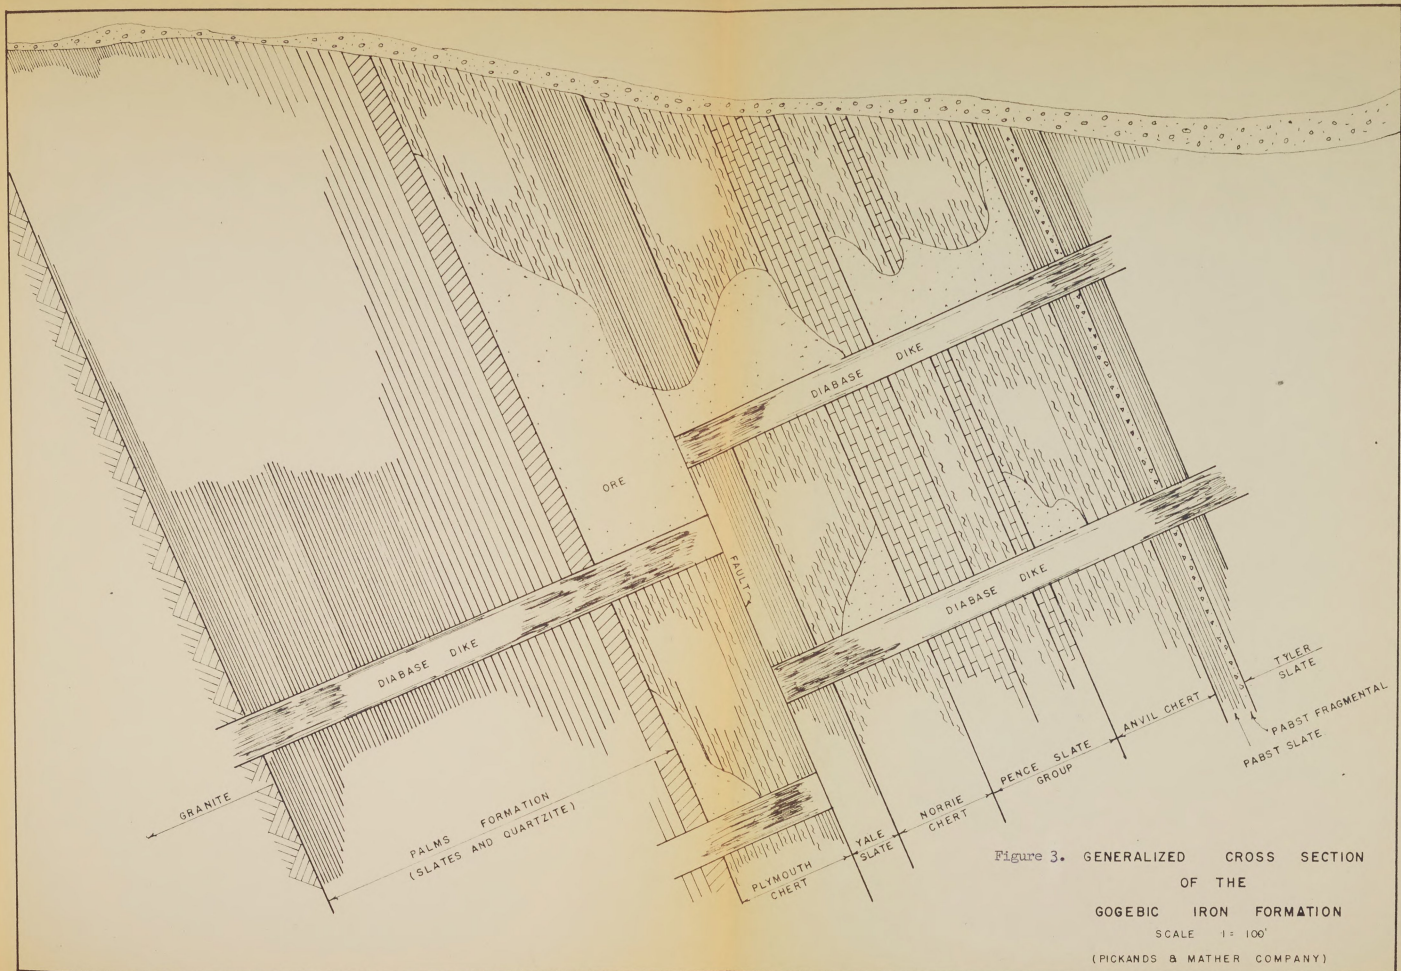 ORE
DIABASE DIKE
DIABASE DIKE
DIABASE DIKE
FAULT
GRANITE
PALMS FORMATION
(SLATES AND QUARTZITE)
PLYMOUTH
CHERT
YALE
SLATE
NORRIE
CHERT
PENCE SLATE
GROUP
ANVIL CHERT
TYLER
SLATE
PABST FRAGMENTAL
PABST SLATE
Figure 3. GENERALIZED CROSS SECTION
OF THE
GOGEBIC IRON FORMATION
SCALE 1= 100'
(PICKANDS & MATHER COMPANY)